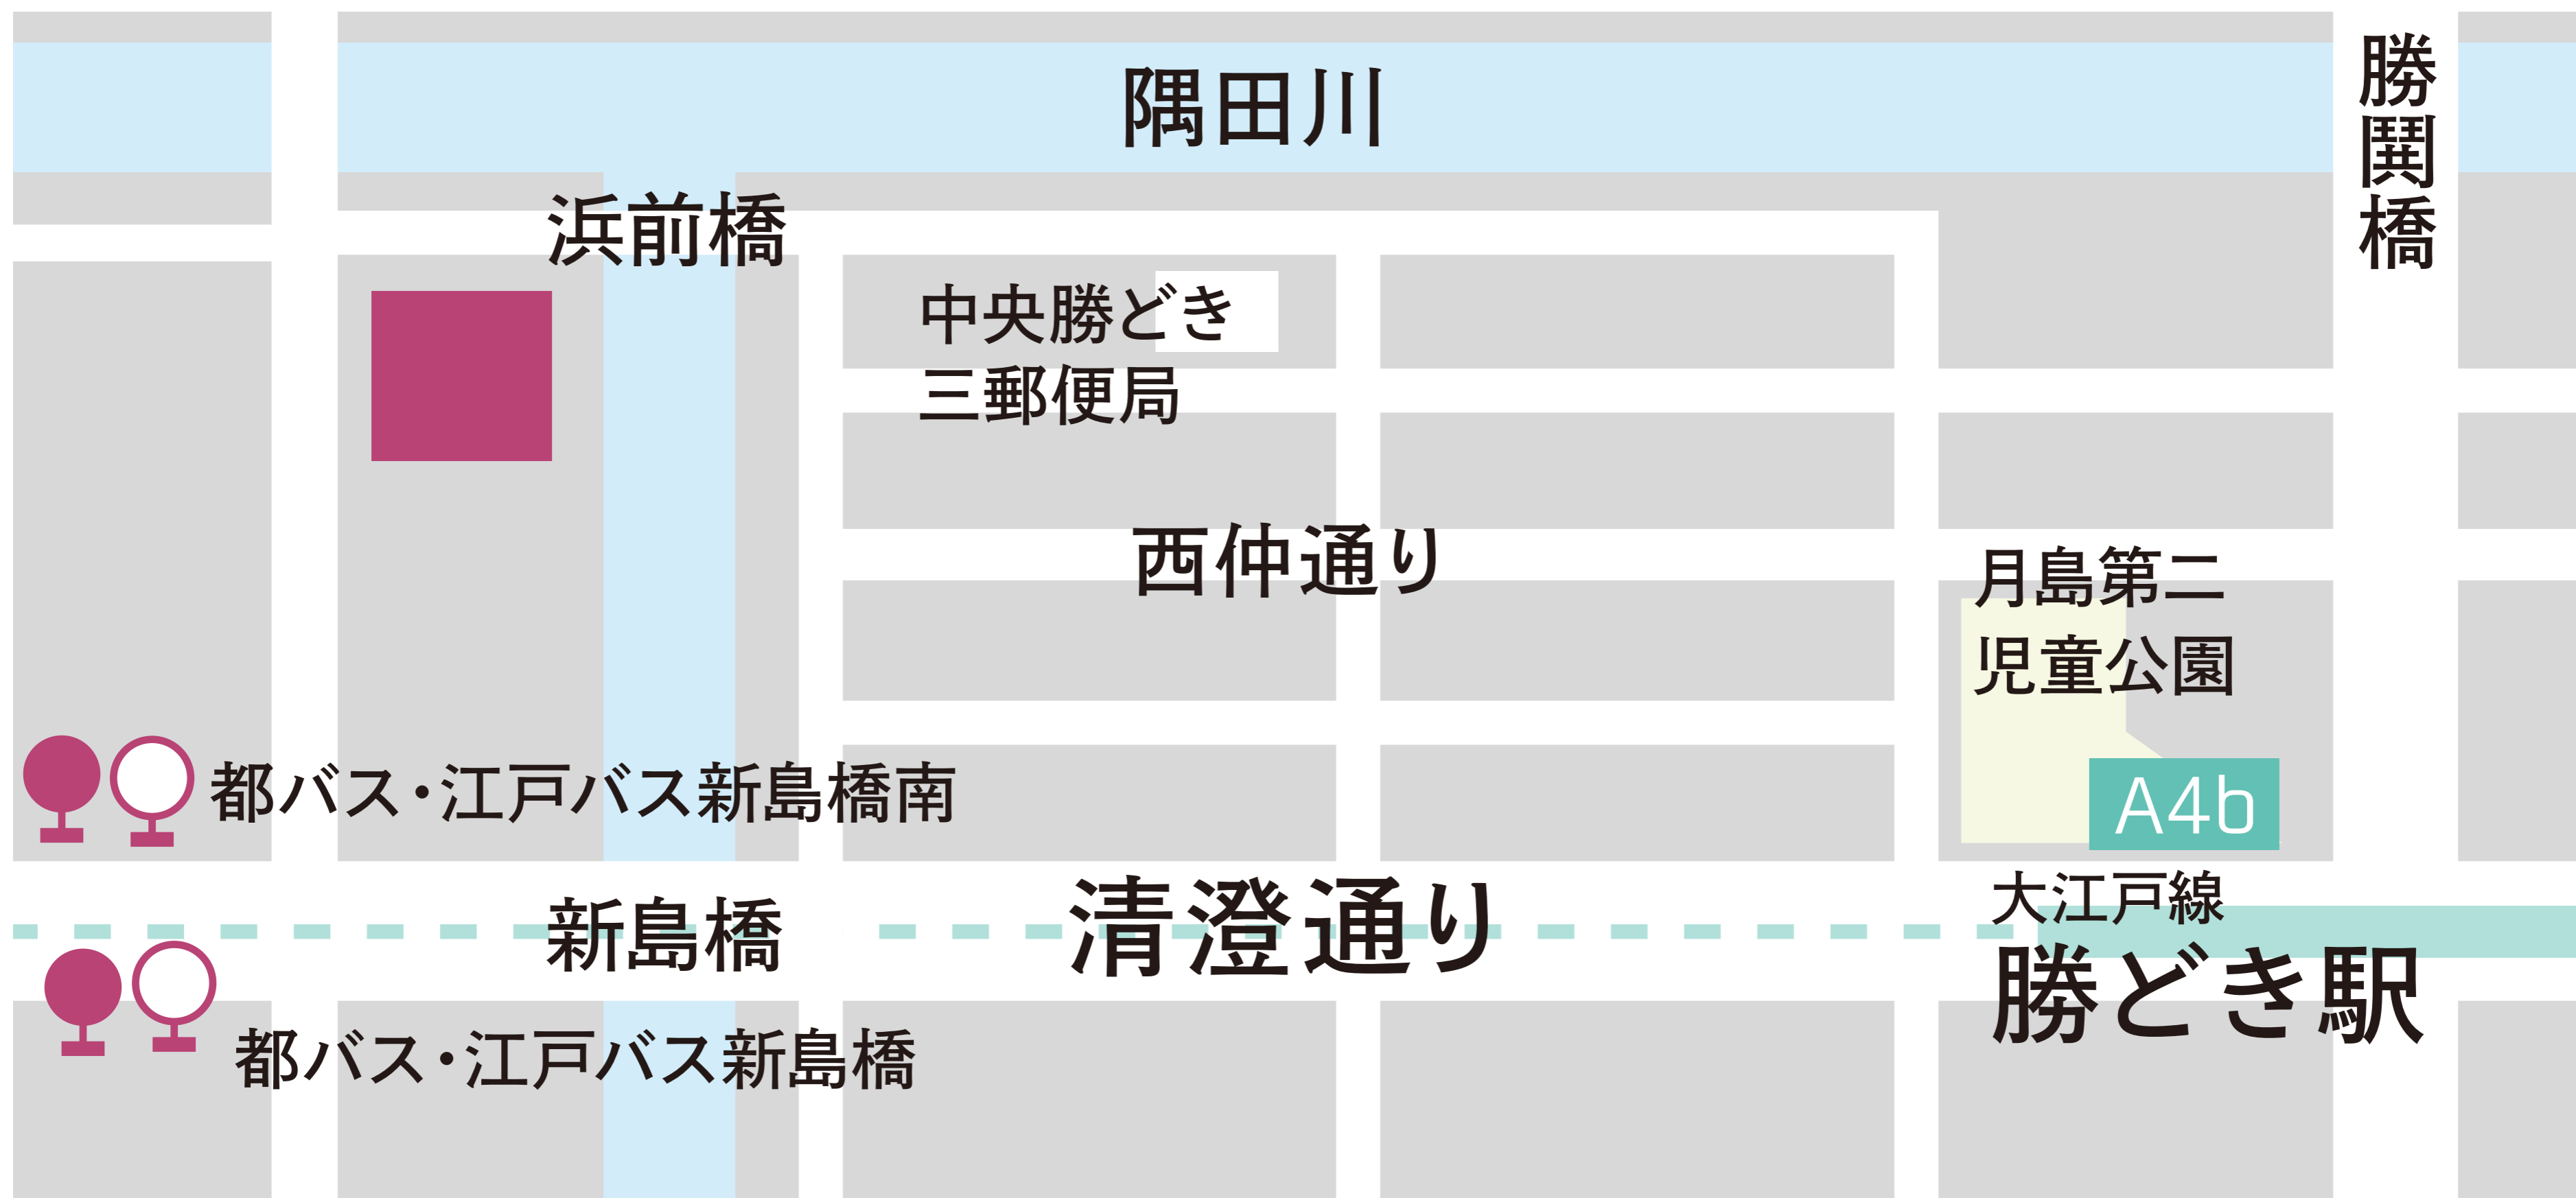 隅田川
勝鬨橋
浜前橋
中央勝どき
三郵便局
西仲通り
月島第二
児童公園
都バス・江戸バス新島橋南
A4b
新島橋
清澄通り
大江戸線
勝どき駅
都バス・江戸バス新島橋